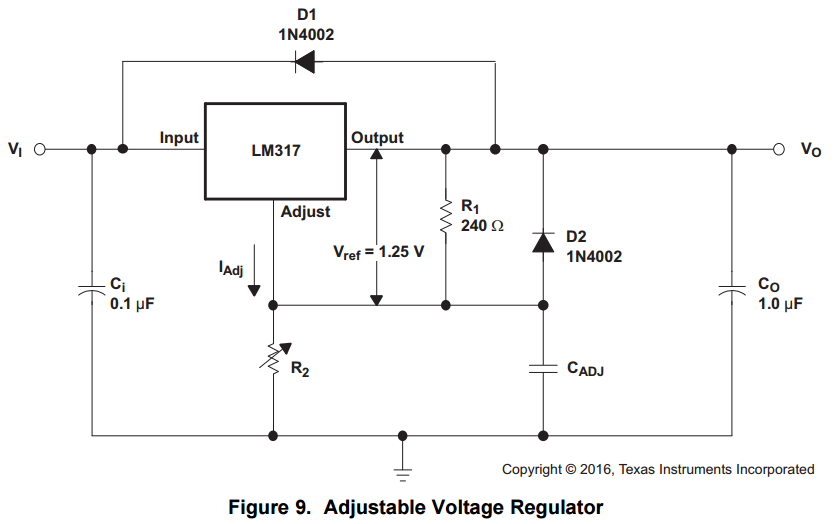 D1
1N4002
Input
Output
LM317
VI
VO
Adjust
R1
240 Ω
D2
1N4002
Vref = 1.25 V
IAdj
Ci
0.1 µF
CO
1.0 µF
R2
CADJ
Copyright © 2016, Texas Instruments Incorporated
Figure 9. Adjustable Voltage Regulator